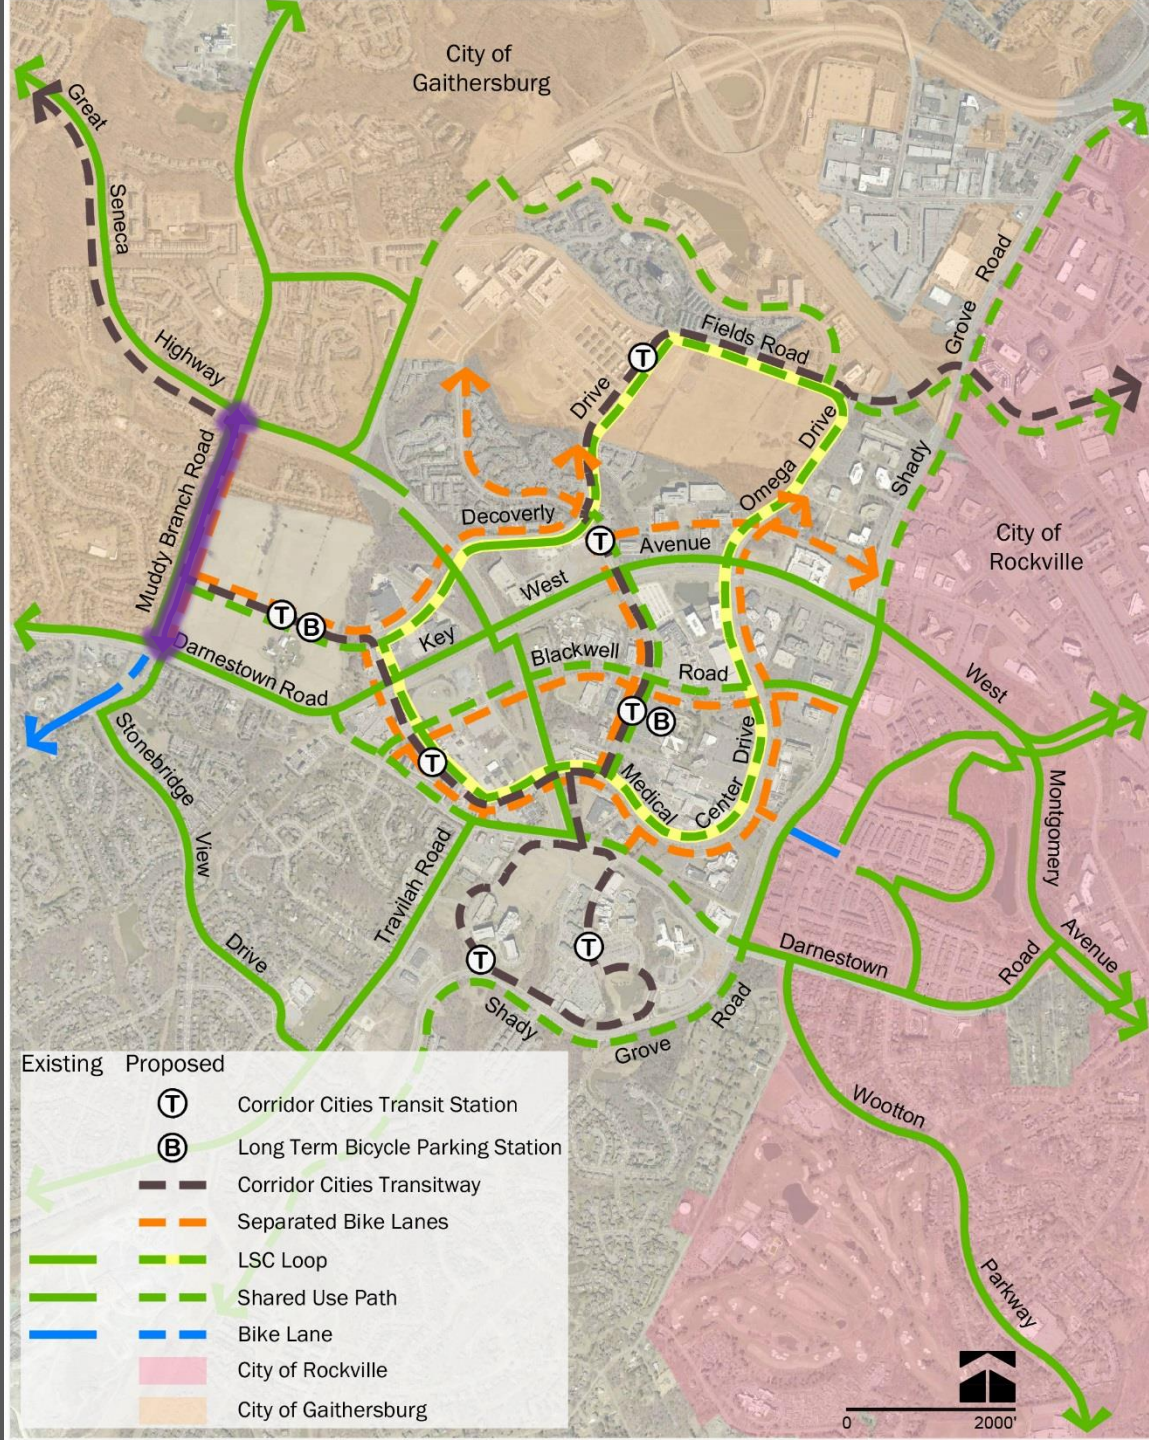 City of
Gaithersburg
Great
Seneca
Highway
Muddy Branch Road
Fields Road
Drive
Grove
Road
Omega
Drive
Shady
Decoverly
Avenue
West
City of
Rockville
Key
Blackwell
Road
Darnestown Road
West
T
T
T
B
T
B
T
T
T
Stonebridge
View
Drive
Travilah Road
Medical
Center
Drive
Montgomery
Avenue
Darnestown
Road
Shady
Grove
Road
Wootton
Parkway
Existing Proposed
T Corridor Cities Transit Station
B Long Term Bicycle Parking Station
Corridor Cities Transitway
Separated Bike Lanes
LSC Loop
Shared Use Path
Bike Lane
City of Rockville
City of Gaithersburg
0 2000'